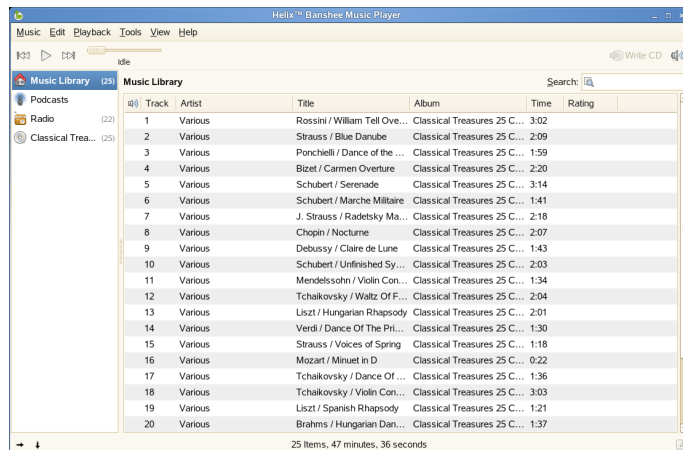 Helix™ Banshee Music Player
Music Edit Playback Tools View Help
Idle
Write CD
Music Library (25)
Podcasts
Radio (22)
Classical Trea... (25)
Music Library Search:
Track Artist Title Album Time Rating
1 Various Rossini / William Tell Ove... Classical Treasures 25 C... 3:02
2 Various Strauss / Blue Danube Classical Treasures 25 C... 2:09
3 Various Ponchielli / Dance of the ... Classical Treasures 25 C... 1:59
4 Various Bizet / Carmen Overture Classical Treasures 25 C... 2:20
5 Various Schubert / Serenade Classical Treasures 25 C... 3:14
6 Various Schubert / Marche Militaire Classical Treasures 25 C... 1:41
7 Various J. Strauss / Radetsky Ma... Classical Treasures 25 C... 2:18
8 Various Chopin / Nocturne Classical Treasures 25 C... 2:07
9 Various Debussy / Claire de Lune Classical Treasures 25 C... 1:43
10 Various Schubert / Unfinished Sy... Classical Treasures 25 C... 2:03
11 Various Mendelssohn / Violin Con... Classical Treasures 25 C... 1:34
12 Various Tchaikovsky / Waltz Of F... Classical Treasures 25 C... 2:04
13 Various Liszt / Hungarian Rhapsody Classical Treasures 25 C... 2:01
14 Various Verdi / Dance Of The Pri... Classical Treasures 25 C... 1:30
15 Various Strauss / Voices of Spring Classical Treasures 25 C... 1:18
16 Various Mozart / Minuet in D Classical Treasures 25 C... 0:22
17 Various Tchaikovsky / Dance Of ... Classical Treasures 25 C... 1:36
18 Various Tchaikovsky / Violin Con... Classical Treasures 25 C... 3:03
19 Various Liszt / Spanish Rhapsody Classical Treasures 25 C... 1:21
20 Various Brahms / Hungarian Dan... Classical Treasures 25 C... 1:37
25 Items, 47 minutes, 36 seconds